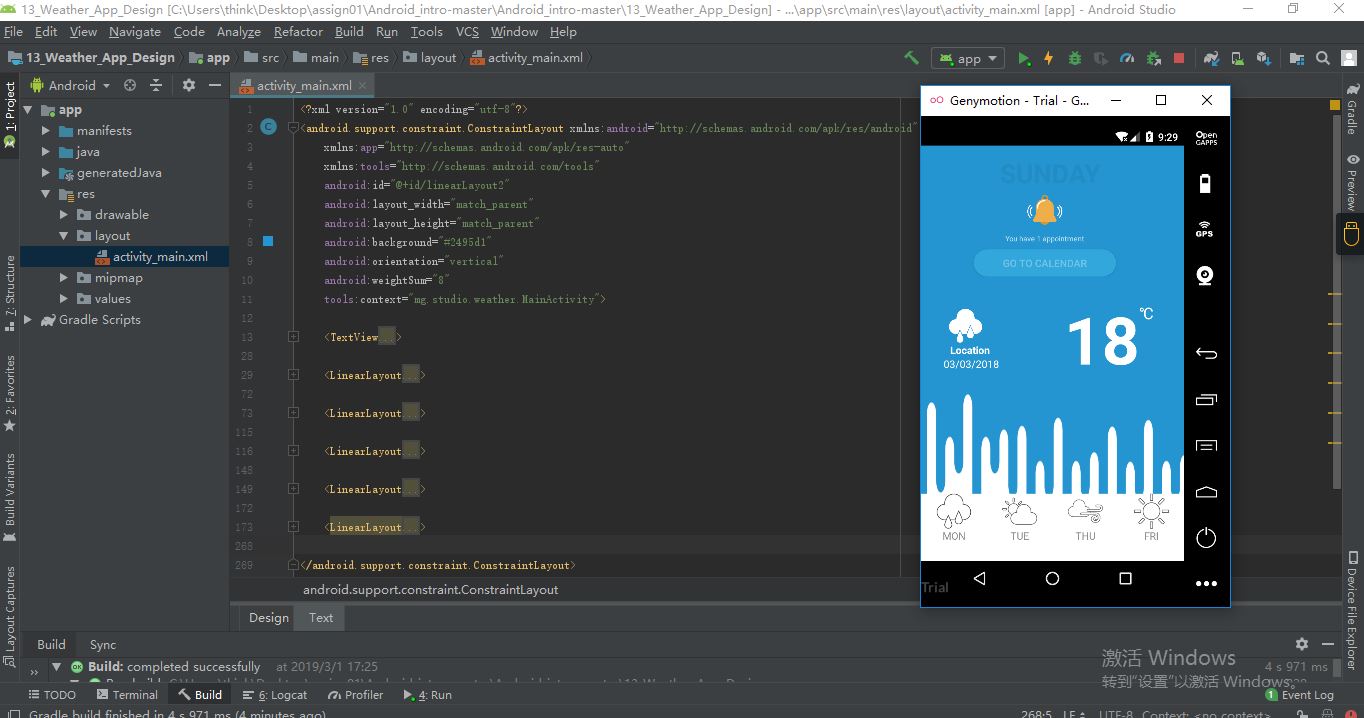 13_Weather_App_Design [C:\Users\think\Desktop\assign01\Android_intro-master\Android_intro-master\13_Weather_App_Design] - ...\app\src\main\res\layout\activity_main.xml [app] - Android Studio
File Edit View Navigate Code Analyze Refactor Build Run Tools VCS Window Help
13_Weather_App_Design app src main res layout activity_main.xml app
Android activity_main.xml
1: Project
7: Structure
2: Favorites
Build Variants
Layout Captures
app
manifests
java
generatedJava
res
drawable
layout
activity_main.xml
mipmap
values
Gradle Scripts
1 <?xml version="1.0" encoding="utf-8"?>
2 <android.support.constraint.ConstraintLayout xmlns:android="http://schemas.android.com/apk/res/android"
3 xmlns:app="http://schemas.android.com/apk/res-auto"
4 xmlns:tools="http://schemas.android.com/tools"
5 android:id="@+id/linearLayout2"
6 android:layout_width="match_parent"
7 android:layout_height="match_parent"
8 android:background="#2495d1"
9 android:orientation="vertical"
10 android:weightSum="8"
11 tools:context="mg.studio.weather.MainActivity">
12
13 <TextView...>
28
29 <LinearLayout...>
72
73 <LinearLayout...>
115
116 <LinearLayout...>
148
149 <LinearLayout...>
172
173 <LinearLayout...>
268
269 </android.support.constraint.ConstraintLayout>
android.support.constraint.ConstraintLayout
Design Text
Genymotion - Trial - G...
9:29
Open GAPPS
SUNDAY
You have 1 appointment
GO TO CALENDAR
GPS
18 ℃
Location
03/03/2018
MON TUE THU FRI
Trial
Gradle
Preview
Device File Explorer
Build Sync
Build: completed successfully at 2019/3/1 17:25
4 s 971 ms
激活 Windows
转到"设置"以激活 Windows。
TODO Terminal Build 6: Logcat Profiler 4: Run 1 Event Log
Gradle build finished in 4 s 971 ms (4 minutes ago) 268:5 LF UTF-8 Context: <no context>